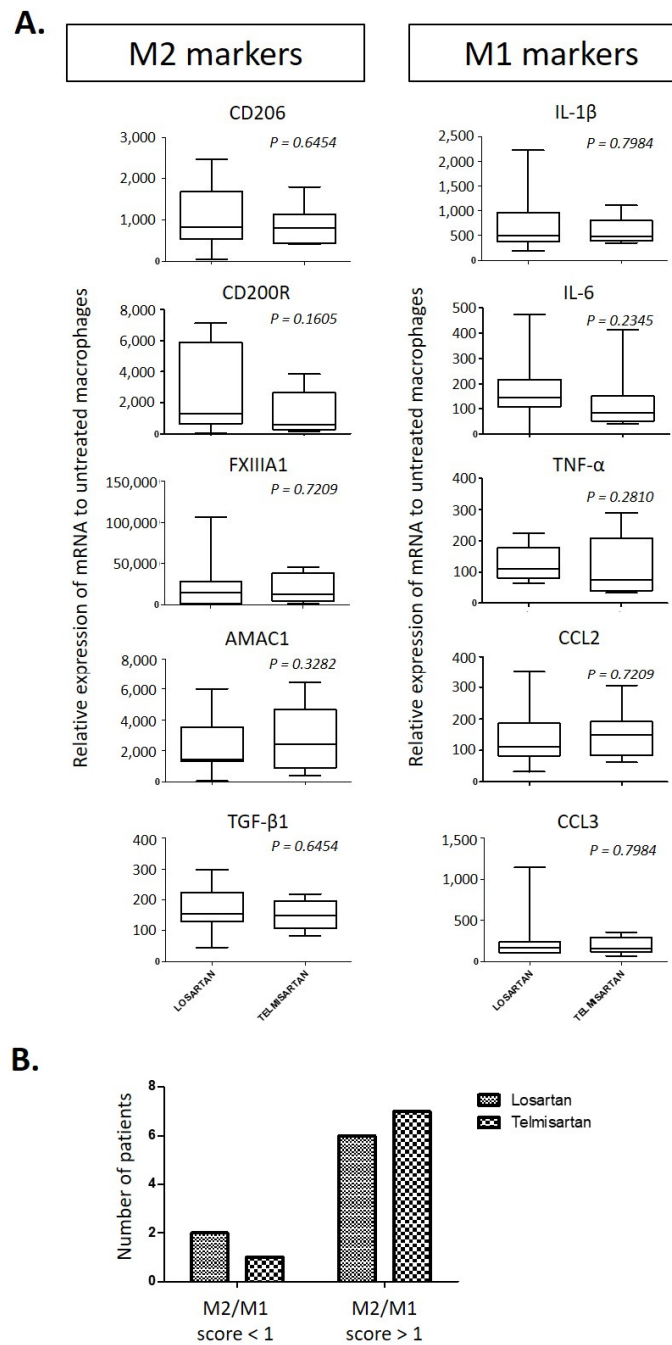 A.
M2 markers
M1 markers
Relative expression of mRNA to untreated macrophages
CD206
P = 0.6454
3,000
2,000
1,000
0
CD200R
P = 0.1605
8,000
6,000
4,000
2,000
0
FXIIIA1
P = 0.7209
150,000
100,000
50,000
0
AMAC1
P = 0.3282
8,000
6,000
4,000
2,000
0
TGF-β1
P = 0.6454
400
300
200
100
0
LOSARTAN
TELMISARTAN
Relative expression of mRNA to untreated macrophages
IL-1β
P = 0.7984
2,500
2,000
1,500
1,000
500
0
IL-6
P = 0.2345
500
400
300
200
100
0
TNF-α
P = 0.2810
400
300
200
100
0
CCL2
P = 0.7209
400
300
200
100
0
CCL3
P = 0.7984
1,500
1,000
500
0
LOSARTAN
TELMISARTAN
B.
Number of patients
8
6
4
2
0
M2/M1
score < 1
M2/M1
score > 1
Losartan
Telmisartan